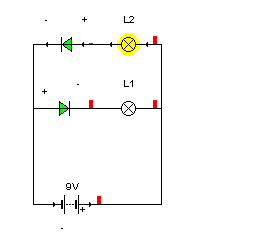 - + L2
-
+ - L1
9V
+
-